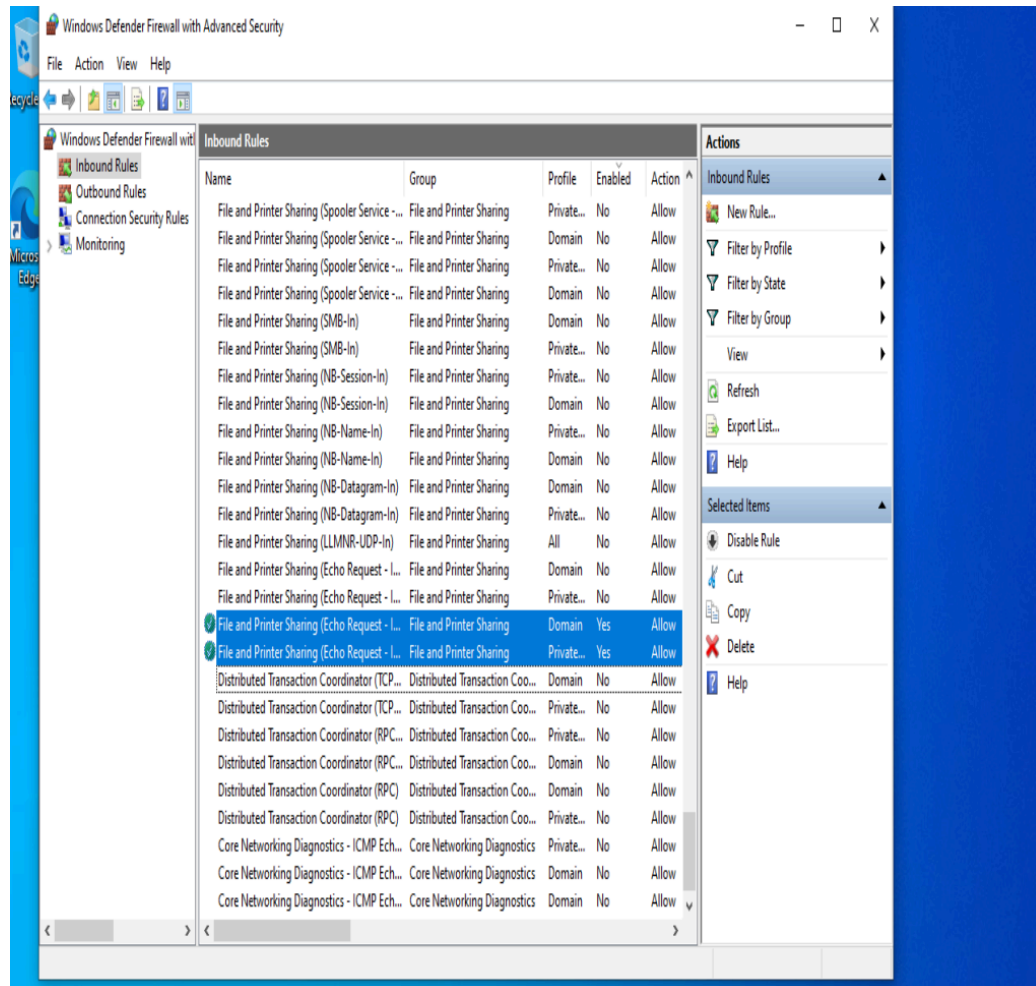 Windows Defender Firewall with Advanced Security
File Action View Help
Recycle
Micros
Edge
Windows Defender Firewall with
Inbound Rules
Outbound Rules
Connection Security Rules
Monitoring
Inbound Rules
Name Group Profile Enabled Action
File and Printer Sharing (Spooler Service -... File and Printer Sharing Private... No Allow
File and Printer Sharing (Spooler Service -... File and Printer Sharing Domain No Allow
File and Printer Sharing (Spooler Service -... File and Printer Sharing Private... No Allow
File and Printer Sharing (Spooler Service -... File and Printer Sharing Domain No Allow
File and Printer Sharing (SMB-In) File and Printer Sharing Domain No Allow
File and Printer Sharing (SMB-In) File and Printer Sharing Private... No Allow
File and Printer Sharing (NB-Session-In) File and Printer Sharing Private... No Allow
File and Printer Sharing (NB-Session-In) File and Printer Sharing Domain No Allow
File and Printer Sharing (NB-Name-In) File and Printer Sharing Private... No Allow
File and Printer Sharing (NB-Name-In) File and Printer Sharing Domain No Allow
File and Printer Sharing (NB-Datagram-In) File and Printer Sharing Domain No Allow
File and Printer Sharing (NB-Datagram-In) File and Printer Sharing Private... No Allow
File and Printer Sharing (LLMNR-UDP-In) File and Printer Sharing All No Allow
File and Printer Sharing (Echo Request - I... File and Printer Sharing Domain No Allow
File and Printer Sharing (Echo Request - I... File and Printer Sharing Private... No Allow
File and Printer Sharing (Echo Request - I... File and Printer Sharing Domain Yes Allow
File and Printer Sharing (Echo Request - I... File and Printer Sharing Private... Yes Allow
Distributed Transaction Coordinator (TCP... Distributed Transaction Coo... Domain No Allow
Distributed Transaction Coordinator (TCP... Distributed Transaction Coo... Private... No Allow
Distributed Transaction Coordinator (RPC... Distributed Transaction Coo... Private... No Allow
Distributed Transaction Coordinator (RPC... Distributed Transaction Coo... Domain No Allow
Distributed Transaction Coordinator (RPC) Distributed Transaction Coo... Domain No Allow
Distributed Transaction Coordinator (RPC) Distributed Transaction Coo... Private... No Allow
Core Networking Diagnostics - ICMP Ech... Core Networking Diagnostics Private... No Allow
Core Networking Diagnostics - ICMP Ech... Core Networking Diagnostics Domain No Allow
Core Networking Diagnostics - ICMP Ech... Core Networking Diagnostics Domain No Allow
Actions
Inbound Rules
New Rule...
Filter by Profile
Filter by State
Filter by Group
View
Refresh
Export List...
Help
Selected Items
Disable Rule
Cut
Copy
Delete
Help